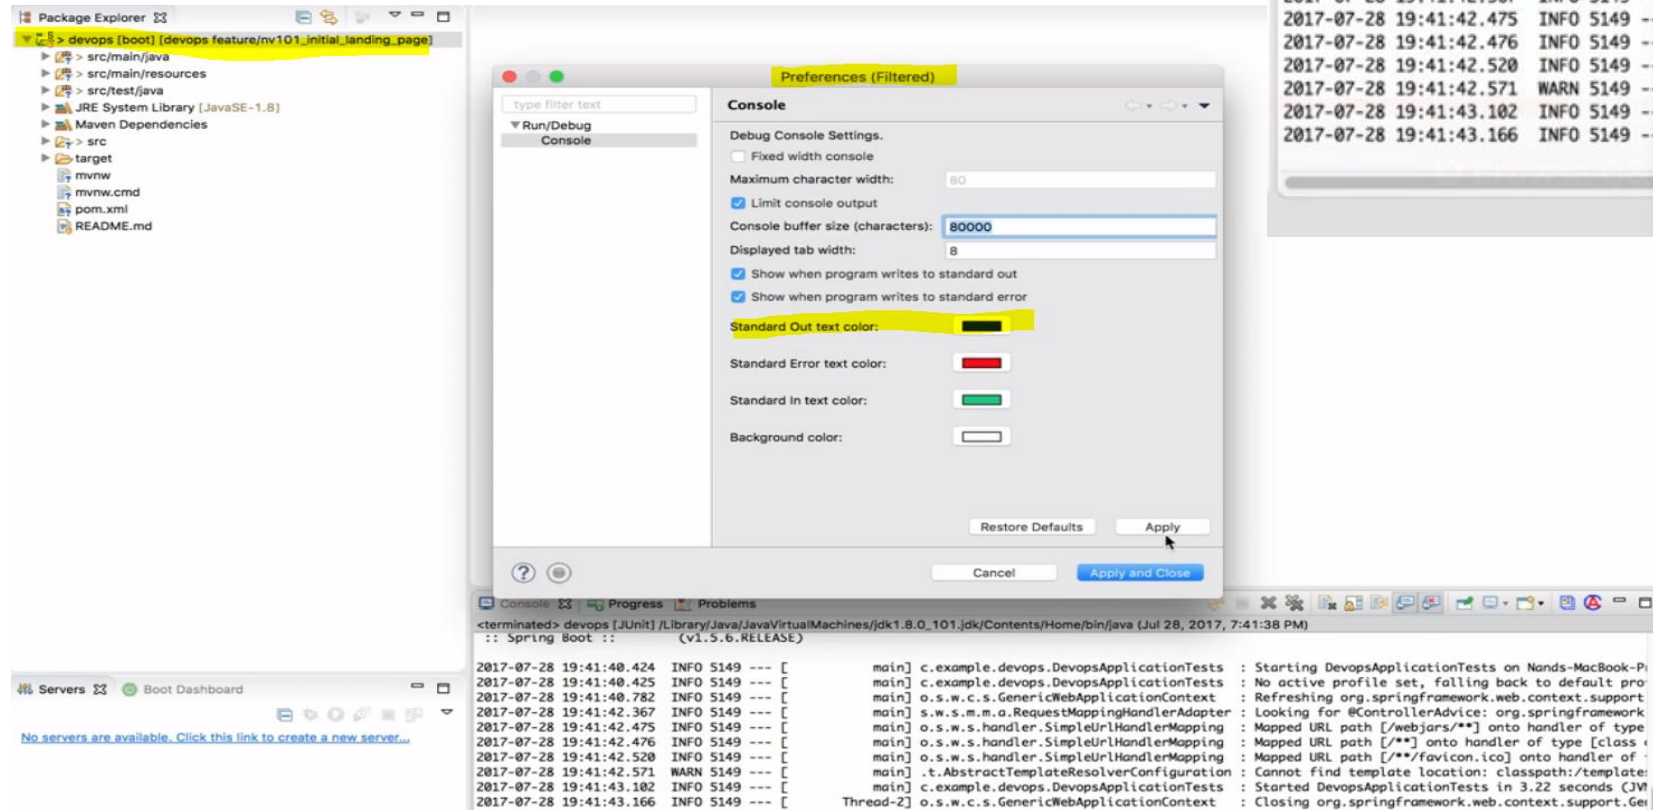 Package Explorer
> devops [boot] [devops feature/nv101_initial_landing_page]
> src/main/java
> src/main/resources
> src/test/java
JRE System Library [JavaSE-1.8]
Maven Dependencies
> src
target
mvnw
mvnw.cmd
pom.xml
README.md
2017-07-28 19:41:42.475 INFO 5149 --
2017-07-28 19:41:42.476 INFO 5149 --
2017-07-28 19:41:42.520 INFO 5149 --
2017-07-28 19:41:42.571 WARN 5149 --
2017-07-28 19:41:43.102 INFO 5149 --
2017-07-28 19:41:43.166 INFO 5149 --
Preferences (Filtered)
type filter text
Run/Debug
Console
Console
Debug Console Settings.
Fixed width console
Maximum character width: 80
Limit console output
Console buffer size (characters): 80000
Displayed tab width: 8
Show when program writes to standard out
Show when program writes to standard error
Standard Out text color:
Standard Error text color:
Standard In text color:
Background color:
Restore Defaults Apply
Cancel Apply and Close
Console Progress Problems
<terminated> devops [JUnit] /Library/Java/JavaVirtualMachines/jdk1.8.0_101.jdk/Contents/Home/bin/java (Jul 28, 2017, 7:41:38 PM)
:: Spring Boot :: (v1.5.6.RELEASE)
2017-07-28 19:41:40.424 INFO 5149 --- [ main] c.example.devops.DevopsApplicationTests : Starting DevopsApplicationTests on Nands-MacBook-P
2017-07-28 19:41:40.425 INFO 5149 --- [ main] c.example.devops.DevopsApplicationTests : No active profile set, falling back to default pro
2017-07-28 19:41:40.782 INFO 5149 --- [ main] o.s.w.c.s.GenericWebApplicationContext : Refreshing org.springframework.web.context.support
2017-07-28 19:41:42.367 INFO 5149 --- [ main] s.w.s.m.m.a.RequestMappingHandlerAdapter : Looking for @ControllerAdvice: org.springframework
2017-07-28 19:41:42.475 INFO 5149 --- [ main] o.s.w.s.handler.SimpleUrlHandlerMapping : Mapped URL path [/webjars/**] onto handler of type
2017-07-28 19:41:42.476 INFO 5149 --- [ main] o.s.w.s.handler.SimpleUrlHandlerMapping : Mapped URL path [/**] onto handler of type [class
2017-07-28 19:41:42.520 INFO 5149 --- [ main] o.s.w.s.handler.SimpleUrlHandlerMapping : Mapped URL path [/**/favicon.ico] onto handler of
2017-07-28 19:41:42.571 WARN 5149 --- [ main] .t.AbstractTemplateResolverConfiguration : Cannot find template location: classpath:/template
2017-07-28 19:41:43.102 INFO 5149 --- [ main] c.example.devops.DevopsApplicationTests : Started DevopsApplicationTests in 3.22 seconds (JV
2017-07-28 19:41:43.166 INFO 5149 --- [ Thread-2] o.s.w.c.s.GenericWebApplicationContext : Closing org.springframework.web.context.support.Ge
Servers Boot Dashboard
No servers are available. Click this link to create a new server...